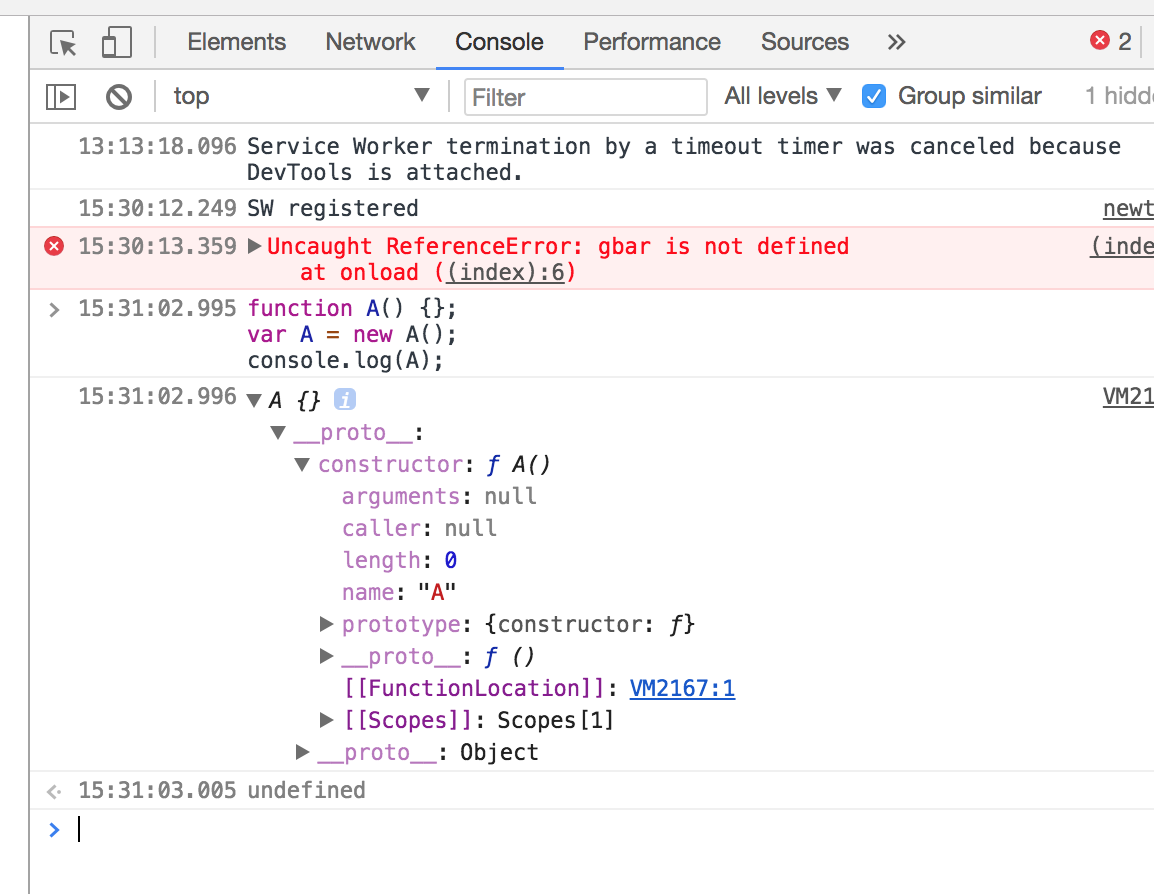 Elements Network Console Performance Sources » 2
top ▼ Filter All levels ▼ Group similar 1 hidd
13:13:18.096 Service Worker termination by a timeout timer was canceled because
DevTools is attached.
15:30:12.249 SW registered newt
15:30:13.359 ▶Uncaught ReferenceError: gbar is not defined (inde
at onload ((index):6)
> 15:31:02.995 function A() {};
var A = new A();
console.log(A);
15:31:02.996 ▼A {} i VM21
▼__proto__:
▼constructor: ƒ A()
arguments: null
caller: null
length: 0
name: "A"
▶prototype: {constructor: ƒ}
▶__proto__: ƒ ()
[[FunctionLocation]]: VM2167:1
▶[[Scopes]]: Scopes[1]
▶__proto__: Object
15:31:03.005 undefined
>